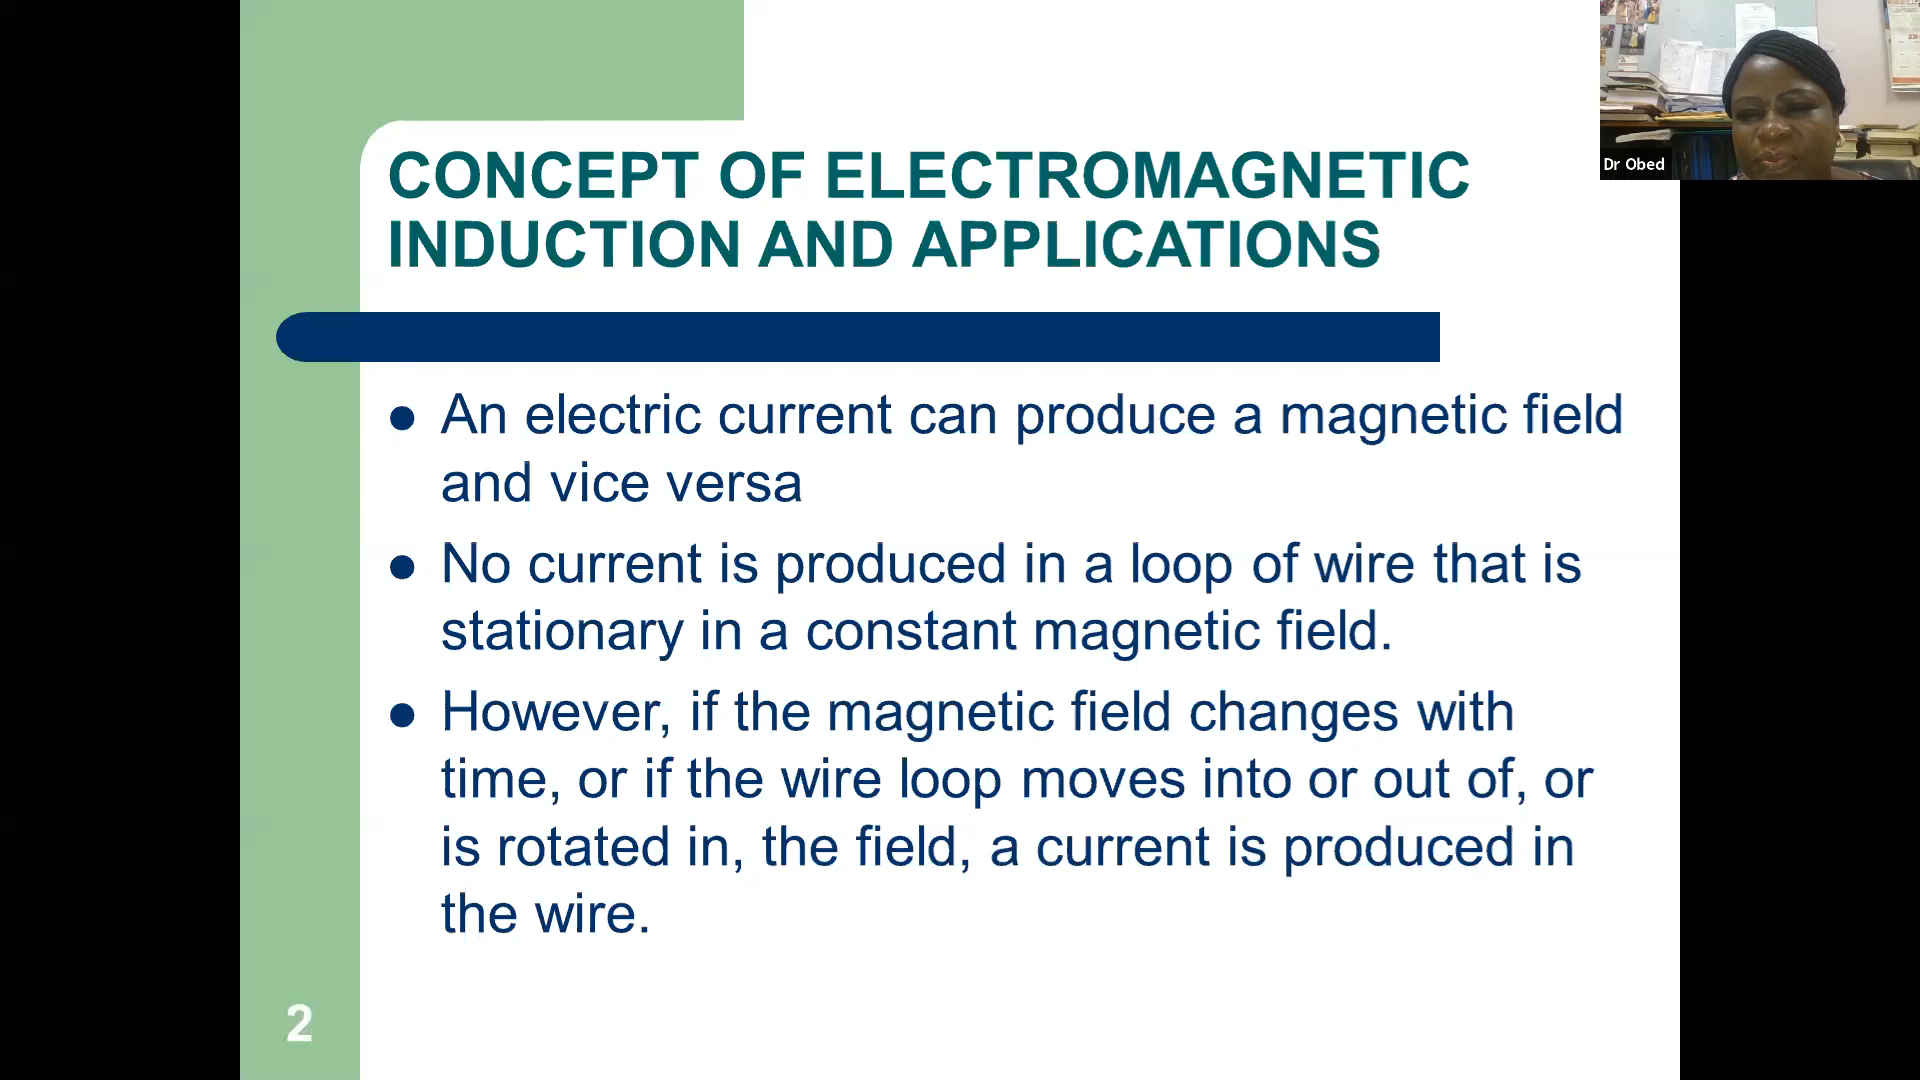 CONCEPT OF ELECTROMAGNETIC
INDUCTION AND APPLICATIONS
An electric current can produce a magnetic field
and vice versa
No current is produced in a loop of wire that is
stationary in a constant magnetic field.
However, if the magnetic field changes with
time, or if the wire loop moves into or out of, or
is rotated in, the field, a current is produced in
the wire.
2
Dr Obed